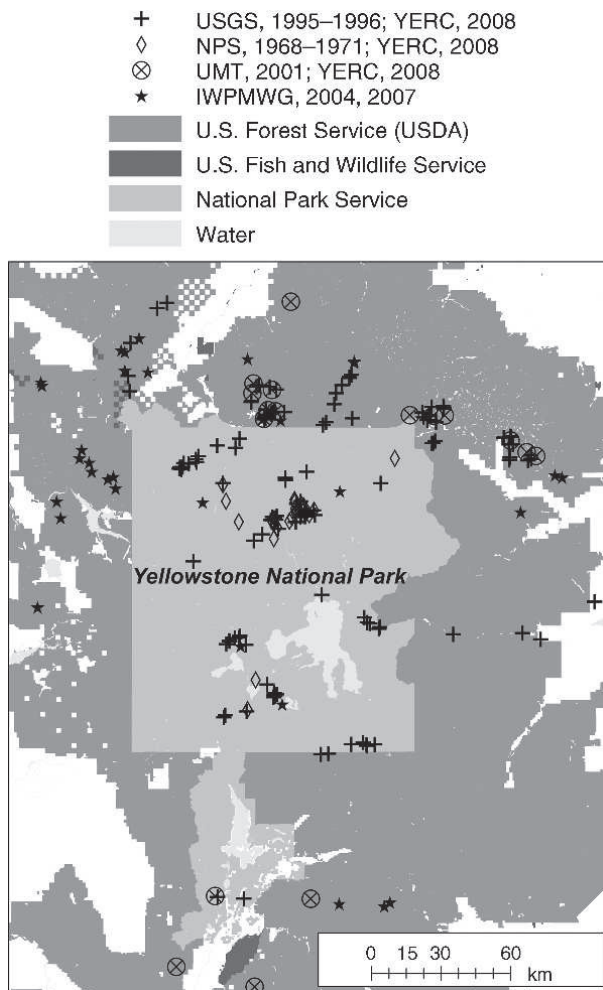 USGS, 1995–1996; YERC, 2008
NPS, 1968–1971; YERC, 2008
UMT, 2001; YERC, 2008
IWPMWG, 2004, 2007
U.S. Forest Service (USDA)
U.S. Fish and Wildlife Service
National Park Service
Water
Yellowstone National Park
0 15 30 60
km